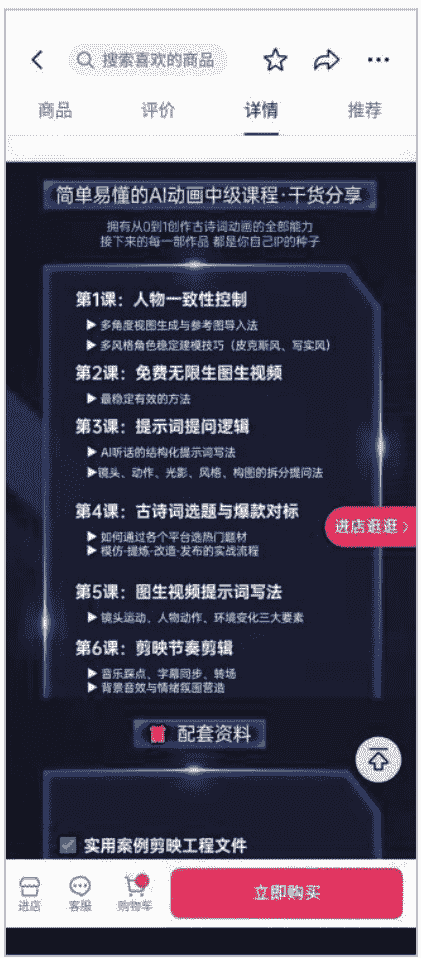 搜索喜欢的商品
商品 评价 详情 推荐
简单易懂的AI动画中级课程·干货分享
拥有从0到1创作古诗词动画的全部能力
接下来的每一部作品 都是你自己IP的种子
第1课：人物一致性控制
▶ 多角度视图生成与参考图导入法
▶ 多风格角色稳定建模技巧（皮克斯风、写实风）
第2课：免费无限生图生视频
▶ 最稳定有效的方法
第3课：提示词提问逻辑
▶ AI听话的结构化提示词写法
▶镜头、动作、光影、风格、构图的拆分提问法
第4课：古诗词选题与爆款对标
▶ 如何通过各个平台选热门题材
▶ 模仿-提炼-改造-发布的实战流程
进店逛逛
第5课：图生视频提示词写法
▶ 镜头运动、人物动作、环境变化三大要素
第6课：剪映节奏剪辑
▶ 音乐踩点、字幕同步、转场
▶ 背景音效与情绪氛围营造
配套资料
实用案例剪映工程文件
进店 客服 购物车 立即购买